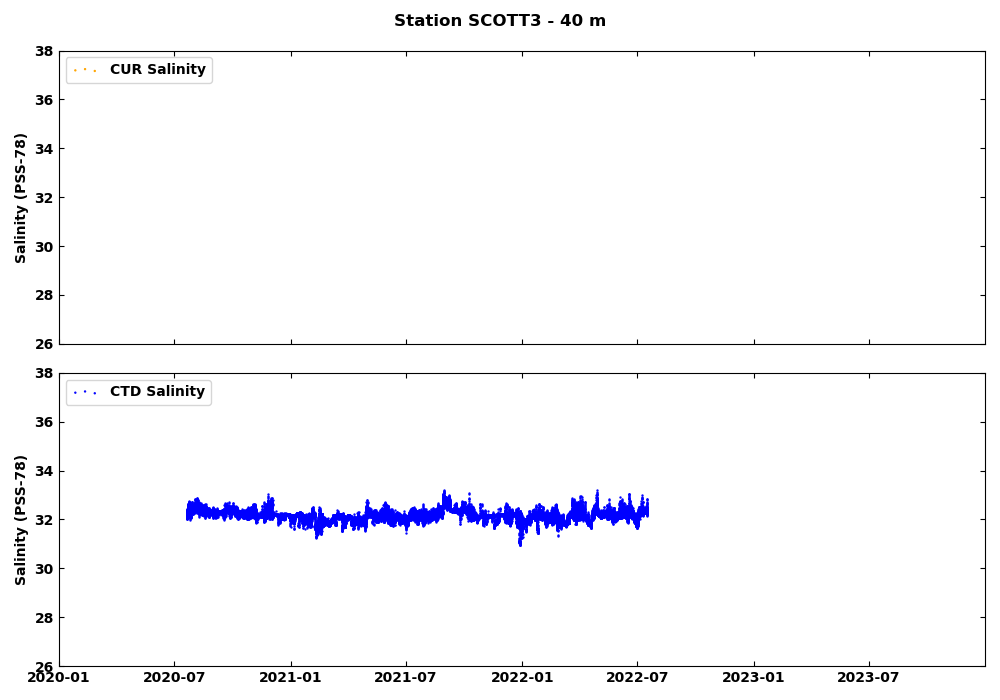 Station SCOTT3 - 40 m
38
36
34
32
30
28
26
Salinity (PSS-78)
CUR Salinity
38
36
34
32
30
28
26
Salinity (PSS-78)
CTD Salinity
2020-01 2020-07 2021-01 2021-07 2022-01 2022-07 2023-01 2023-07